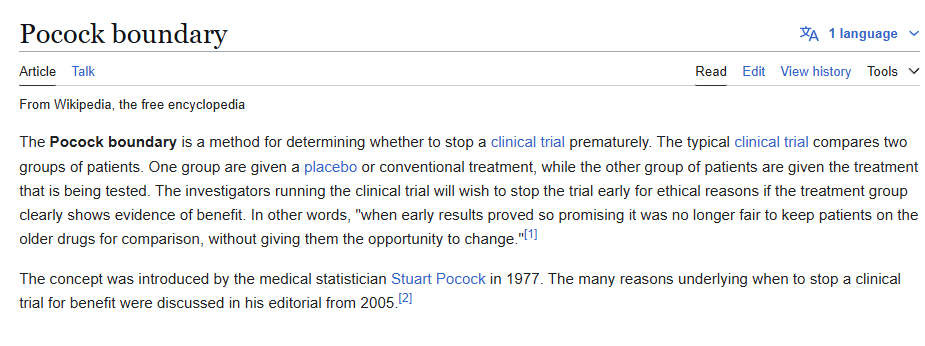 Pocock boundary
1 language
Article Talk Read Edit View history Tools
From Wikipedia, the free encyclopedia
The Pocock boundary is a method for determining whether to stop a clinical trial prematurely. The typical clinical trial compares two
groups of patients. One group are given a placebo or conventional treatment, while the other group of patients are given the treatment
that is being tested. The investigators running the clinical trial will wish to stop the trial early for ethical reasons if the treatment group
clearly shows evidence of benefit. In other words, "when early results proved so promising it was no longer fair to keep patients on the
older drugs for comparison, without giving them the opportunity to change."[1]
The concept was introduced by the medical statistician Stuart Pocock in 1977. The many reasons underlying when to stop a clinical
trial for benefit were discussed in his editorial from 2005.[2]